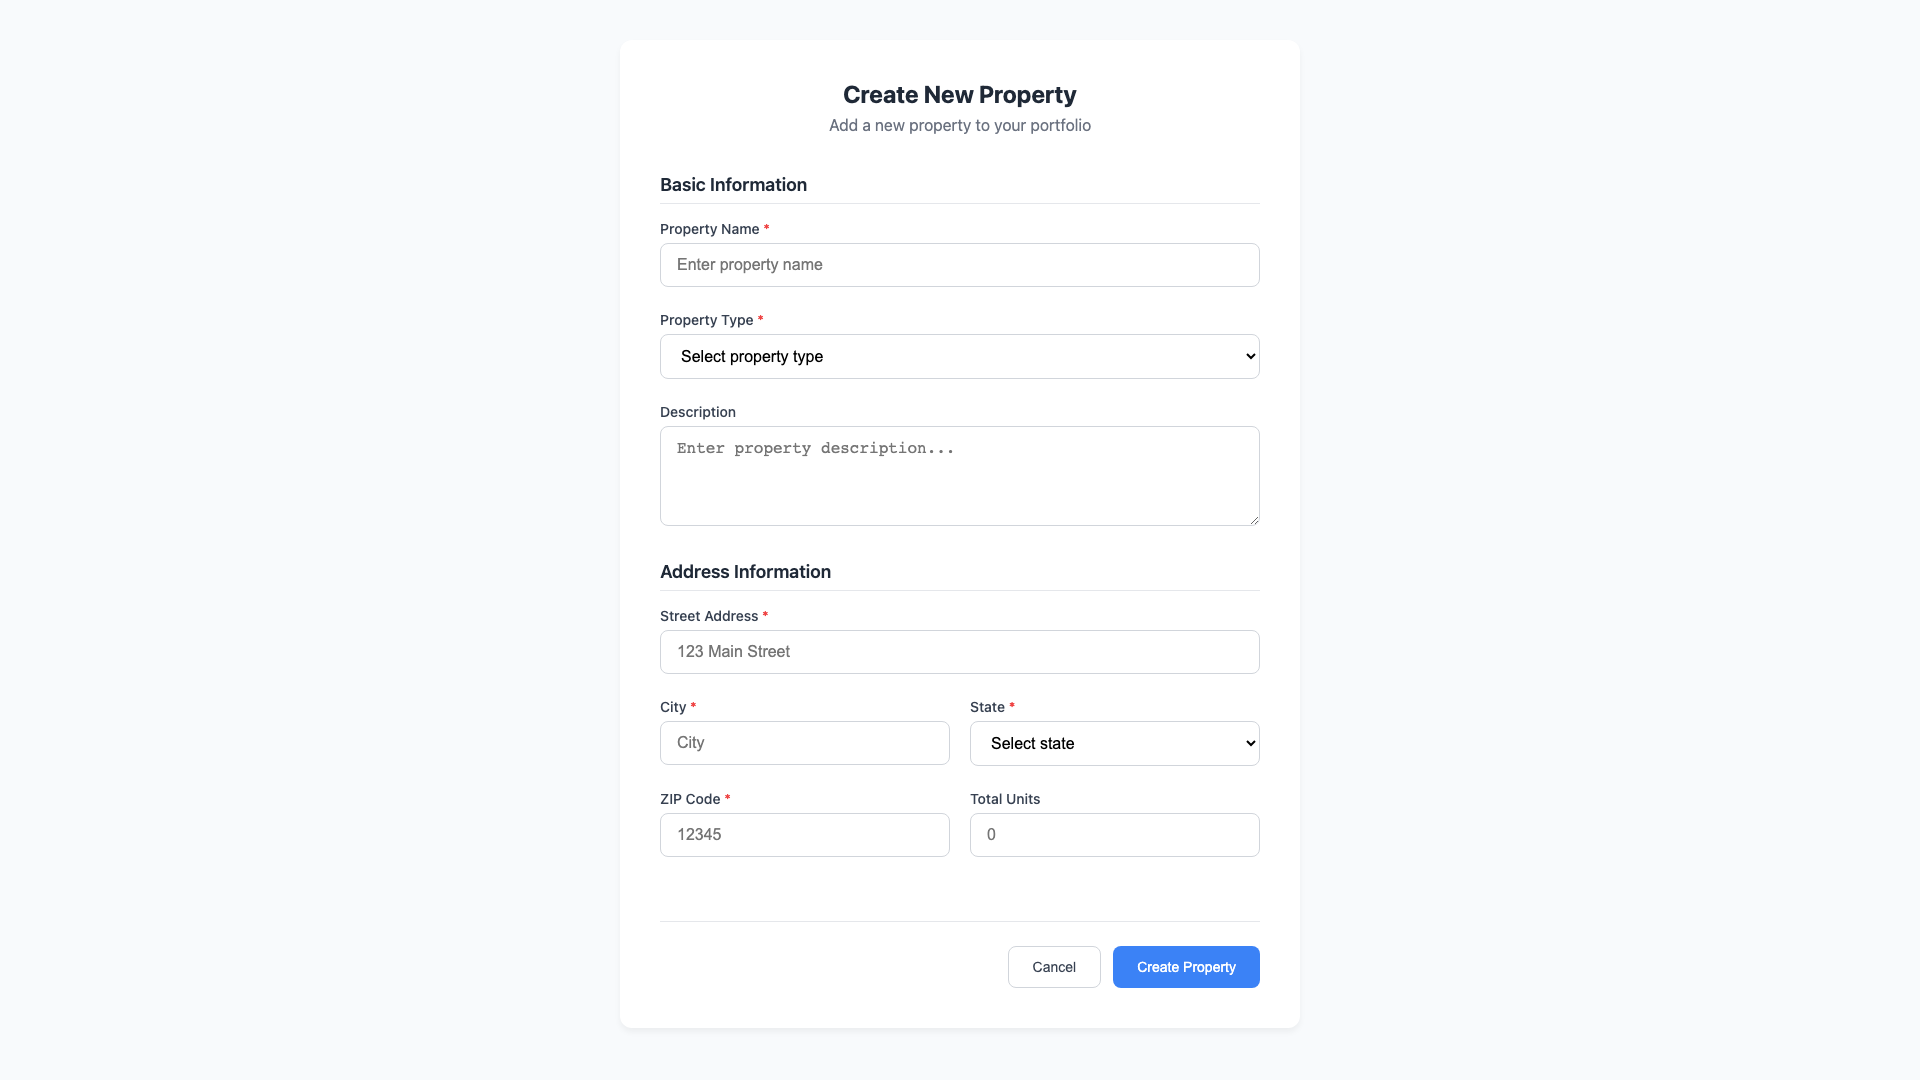 Create New Property
Add a new property to your portfolio
Basic Information
Property Name *
Enter property name
Property Type *
Select property type
Description
Enter property description...
Address Information
Street Address *
123 Main Street
City *
State *
City
Select state
ZIP Code *
Total Units
12345
0
Cancel
Create Property